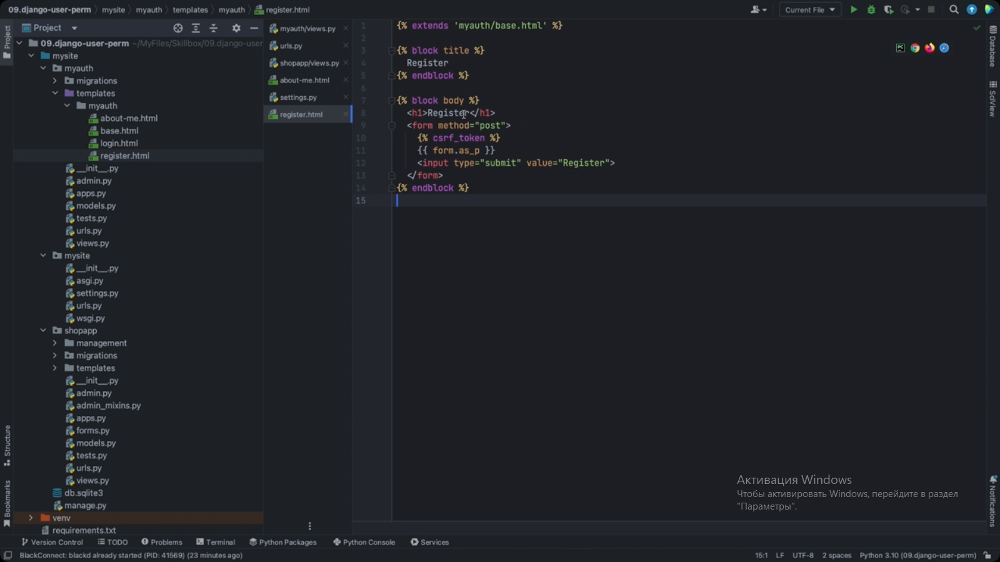 09.django-user-perm mysite myauth templates myauth register.html
Current File
Project
Project
09.django-user-perm ~/MyFiles/Skillbox/09.django-user
mysite
myauth
migrations
templates
myauth
about-me.html
base.html
login.html
register.html
__init__.py
admin.py
apps.py
models.py
tests.py
urls.py
views.py
mysite
__init__.py
asgi.py
settings.py
urls.py
wsgi.py
shopapp
management
migrations
templates
__init__.py
admin.py
admin_mixins.py
apps.py
forms.py
models.py
tests.py
urls.py
views.py
db.sqlite3
manage.py
venv
requirements.txt
Structure
Bookmarks
myauth/views.py
urls.py
shopapp/views.py
about-me.html
settings.py
register.html
1 {% extends 'myauth/base.html' %}
2
3 {% block title %}
4 Register
5 {% endblock %}
6
7 {% block body %}
8 <h1>Register</h1>
9 <form method="post">
10 {% csrf_token %}
11 {{ form.as_p }}
12 <input type="submit" value="Register">
13 </form>
14 {% endblock %}
15
PC
Database
SciView
Notifications
Активация Windows
Чтобы активировать Windows, перейдите в раздел
"Параметры".
Version Control TODO Problems Terminal Python Packages Python Console Services
BlackConnect: blackd already started (PID: 41569) (23 minutes ago)
15:1 LF UTF-8 2 spaces Python 3.10 (09.django-user-perm)